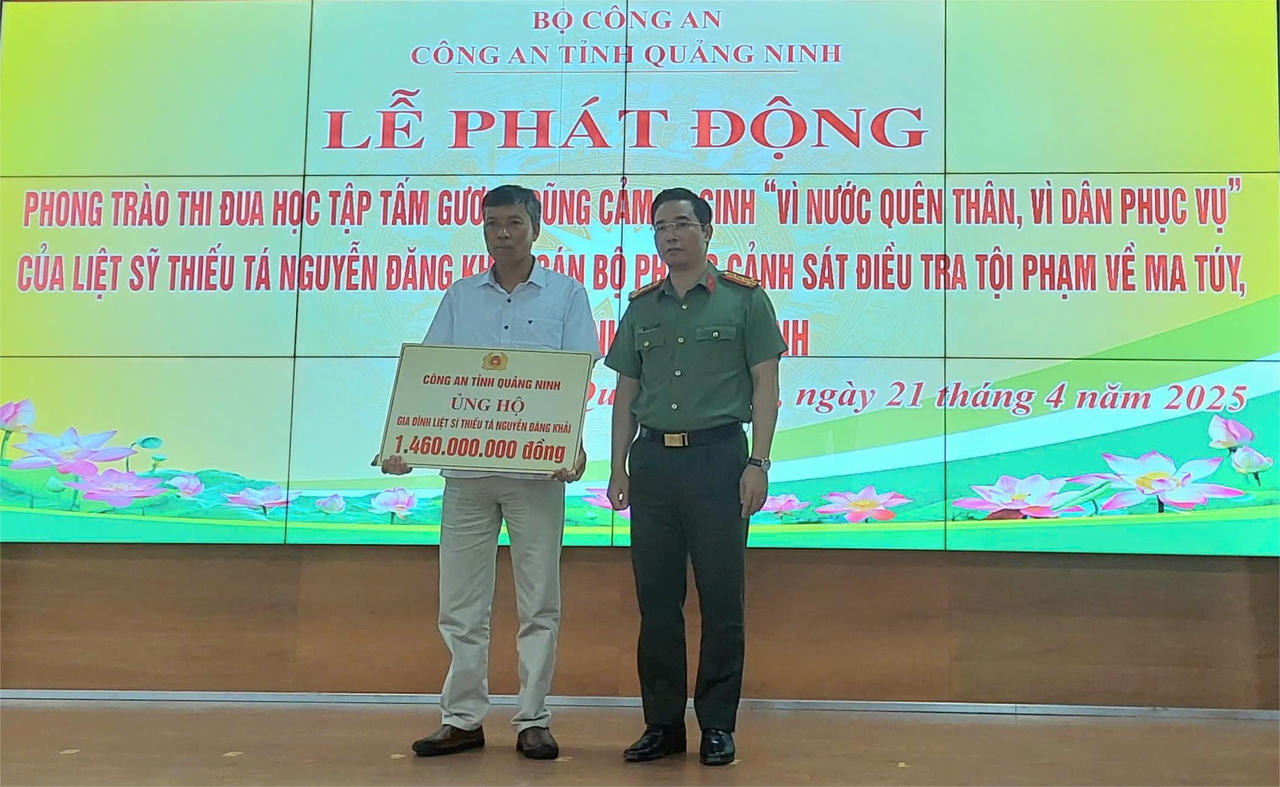 BỘ CÔNG AN
CÔNG AN TỈNH QUẢNG NINH
LỄ PHÁT ĐỘNG
PHONG TRÀO THI ĐUA HỌC TẬP TẤM GƯƠNG DŨNG CẢM SINH “VÌ NƯỚC QUÊN THÂN, VÌ DÂN PHỤC VỤ”
CỦA LIỆT SỸ THIẾU TÁ NGUYỄN ĐĂNG CÁN BỘ CẢNH SÁT ĐIỀU TRA TỘI PHẠM VỀ MA TÚY,
, ngày 21 tháng 4 năm 2025
CÔNG AN TỈNH QUẢNG NINH
ỦNG HỘ
GIA ĐÌNH LIỆT SĨ THIẾU TÁ NGUYỄN ĐĂNG KHẢI
1.460.000.000 đồng